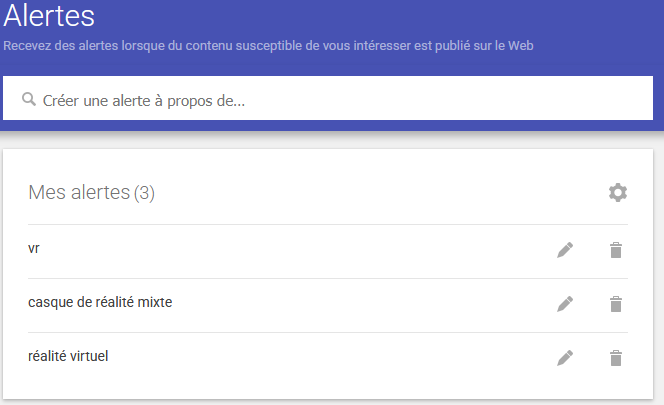 Alertes
Recevez des alertes lorsque du contenu susceptible de vous intéresser est publié sur le Web
Créer une alerte à propos de...
Mes alertes (3)
vr
casque de réalité mixte
réalité virtuel